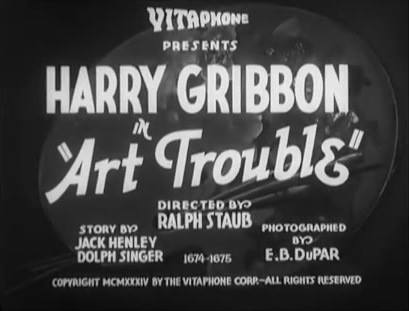 VITAPHONE
PRESENTS
HARRY GRIBBON
IN
"Art Trouble"
DIRECTED BY
RALPH STAUB
STORY BY
JACK HENLEY
DOLPH SINGER
1674-1675
PHOTOGRAPHED
BY
E.B. DuPAR
COPYRIGHT MCMXXXIV BY THE VITAPHONE CORP.-ALL RIGHTS RESERVED